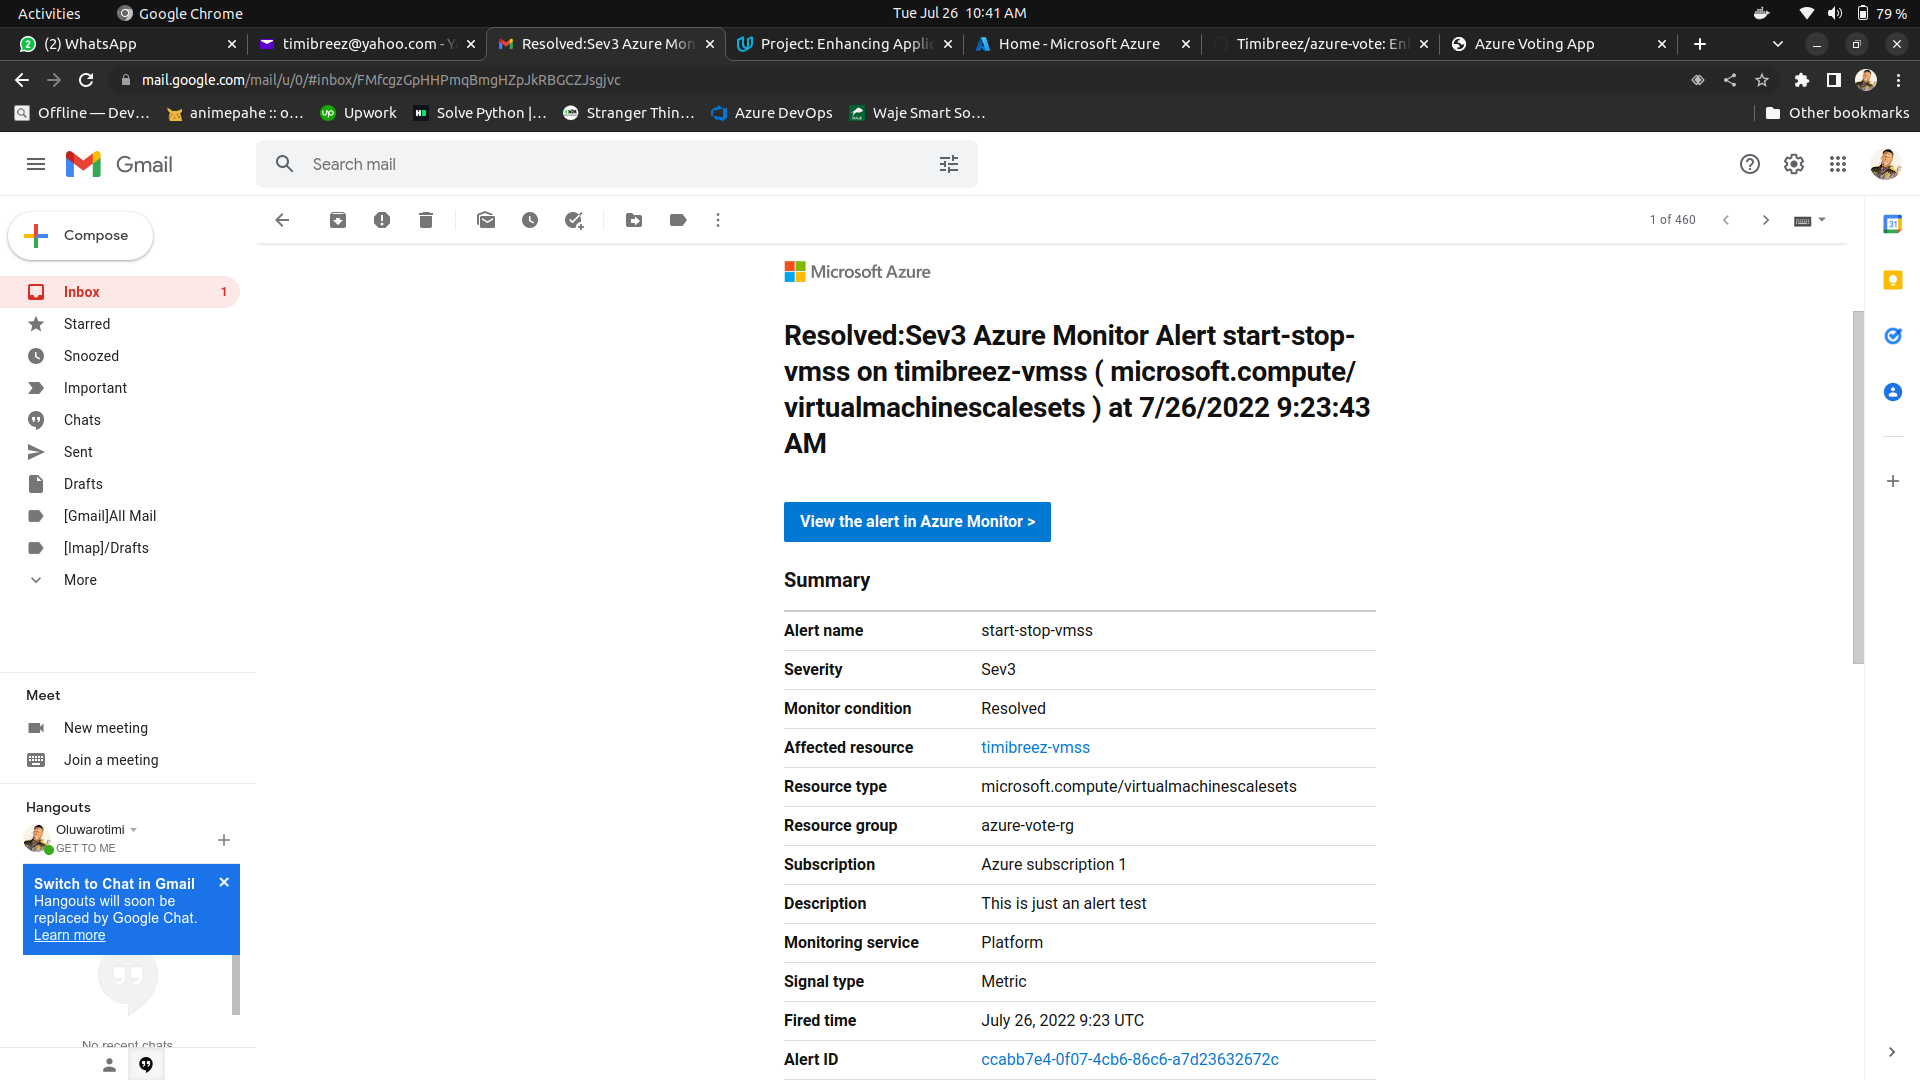 Activities
Google Chrome
Tue Jul 26 10:41 AM
79 %
(2) WhatsApp
timibreez@yahoo.com - Y
Resolved:Sev3 Azure Mon
Project: Enhancing Applic
Home - Microsoft Azure
Timibreez/azure-vote: En
Azure Voting App
mail.google.com/mail/u/0/#inbox/FMfcgzGpHHPmqBmgHZpJkRBGCZJsgjvc
Offline — Dev…
animepahe :: o…
Upwork
Solve Python |…
Stranger Thin…
Azure DevOps
Waje Smart So…
Other bookmarks
Gmail
Search mail
Compose
1 of 460
Inbox 1
Starred
Snoozed
Important
Chats
Sent
Drafts
[Gmail]All Mail
[Imap]/Drafts
More
Meet
New meeting
Join a meeting
Hangouts
Oluwarotimi
GET TO ME
Switch to Chat in Gmail
Hangouts will soon be
replaced by Google Chat.
Learn more
No recent chats
Microsoft Azure
Resolved:Sev3 Azure Monitor Alert start-stop-
vmss on timibreez-vmss ( microsoft.compute/
virtualmachinescalesets ) at 7/26/2022 9:23:43
AM
View the alert in Azure Monitor >
Summary
Alert name start-stop-vmss
Severity Sev3
Monitor condition Resolved
Affected resource timibreez-vmss
Resource type microsoft.compute/virtualmachinescalesets
Resource group azure-vote-rg
Subscription Azure subscription 1
Description This is just an alert test
Monitoring service Platform
Signal type Metric
Fired time July 26, 2022 9:23 UTC
Alert ID ccabb7e4-0f07-4cb6-86c6-a7d23632672c